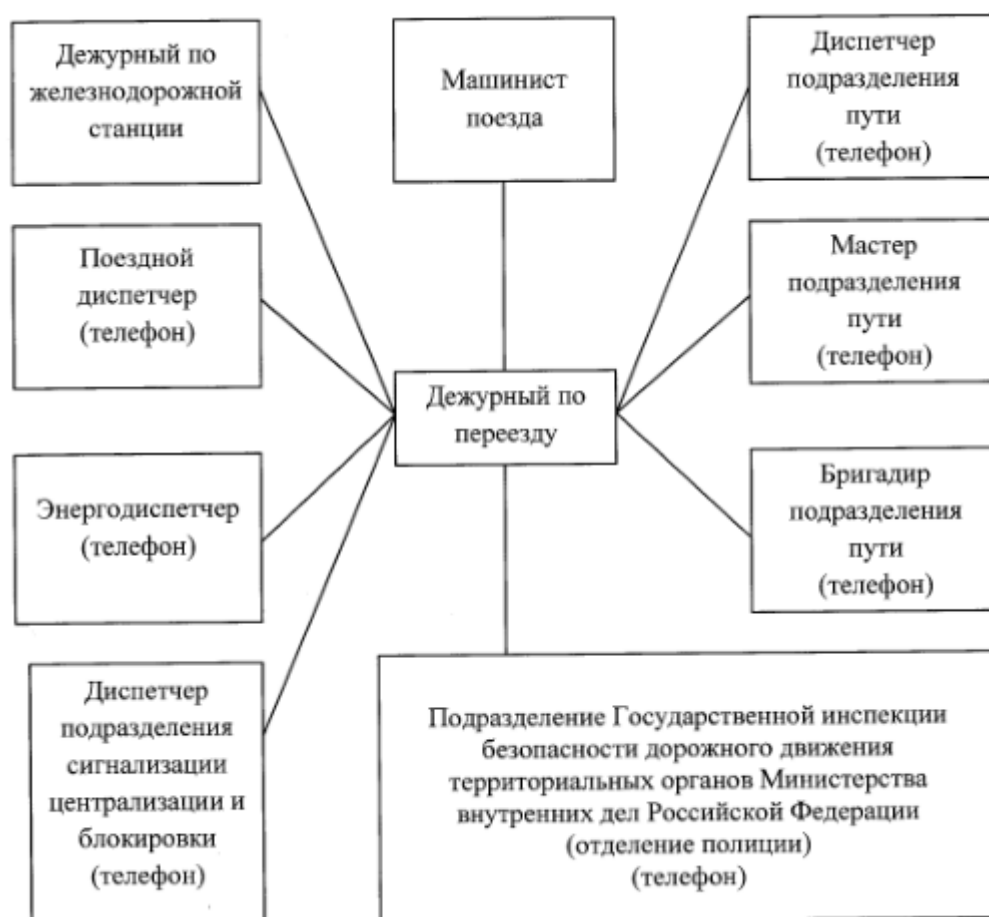 Дежурный по
железнодорожной
станции
Машинист
поезда
Диспетчер
подразделения
пути
(телефон)
Поездной
диспетчер
(телефон)
Мастер
подразделения
пути
(телефон)
Дежурный по
переезду
Энергодиспетчер
(телефон)
Бригадир
подразделения
пути
(телефон)
Диспетчер
подразделения
сигнализации
централизации и
блокировки
(телефон)
Подразделение Государственной инспекции
безопасности дорожного движения
территориальных органов Министерства
внутренних дел Российской Федерации
(отделение полиции)
(телефон)